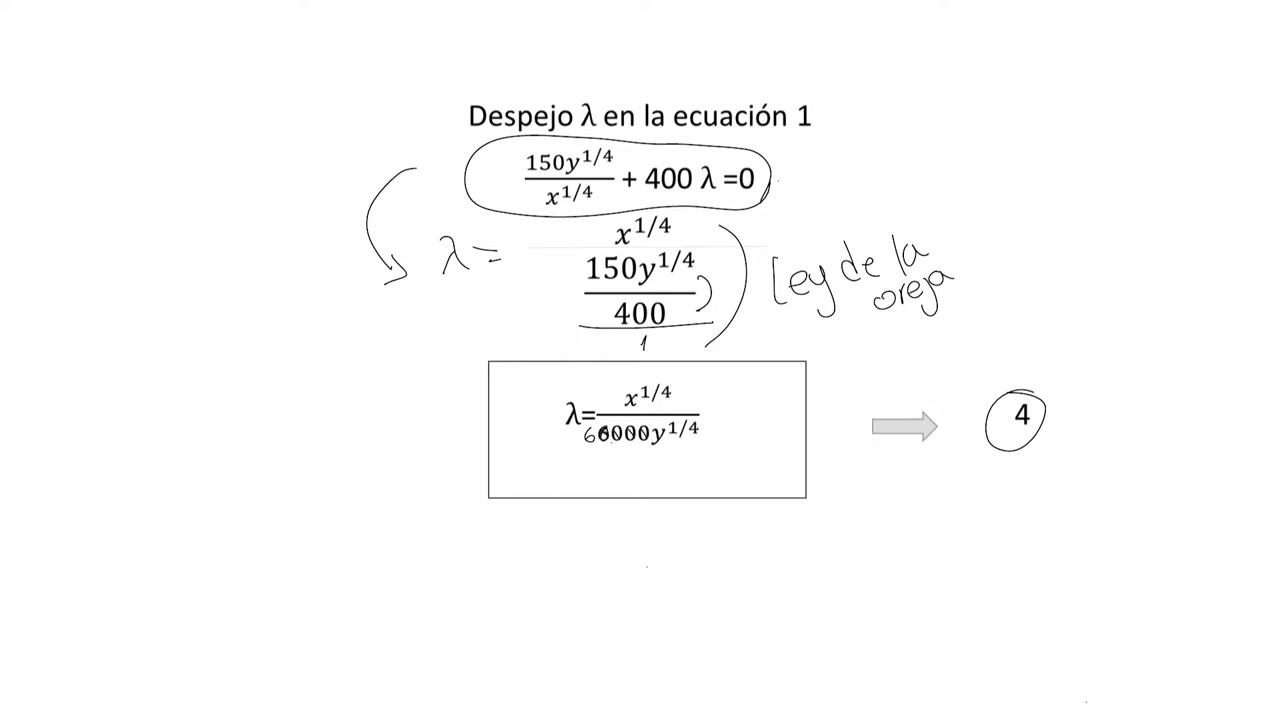 Despejo λ en la ecuación 1
150y^1/4 / x^1/4 + 400 λ =0
λ =
x^1/4
150y^1/4
400
1
Ley de la
oreja
λ= x^1/4 / 60000y^1/4
4